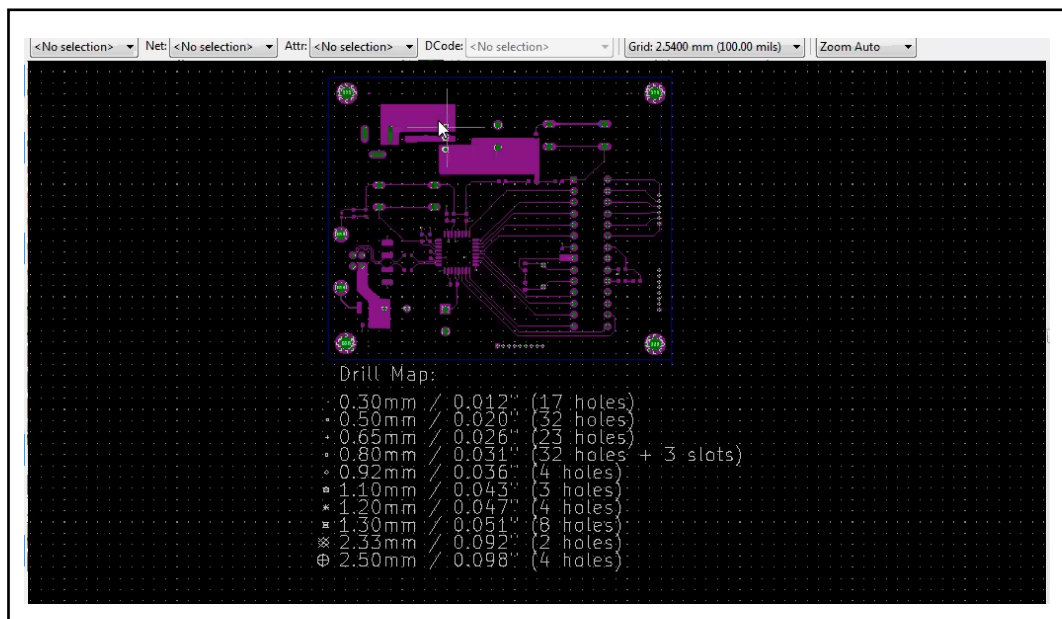 <No selection> Net: <No selection> Attr: <No selection> DCode: <No selection> Grid: 2.5400 mm (100.00 mils) Zoom Auto
Drill Map:
0.30mm / 0.012" (17 holes)
0.50mm / 0.020" (32 holes)
0.65mm / 0.026" (23 holes)
0.80mm / 0.031" (32 holes + 3 slots)
0.92mm / 0.036" (4 holes)
1.10mm / 0.043" (3 holes)
1.20mm / 0.047" (4 holes)
1.30mm / 0.051" (8 holes)
2.33mm / 0.092" (2 holes)
2.50mm / 0.098" (4 holes)